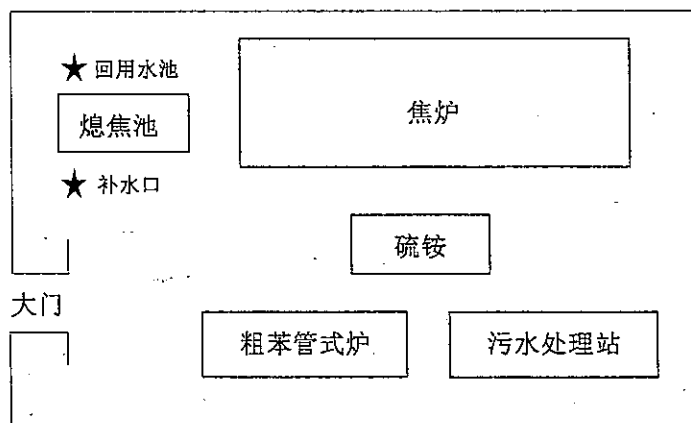 ★ 回用水池
熄焦池
焦炉
★ 补水口
硫铵
大门
粗苯管式炉
污水处理站